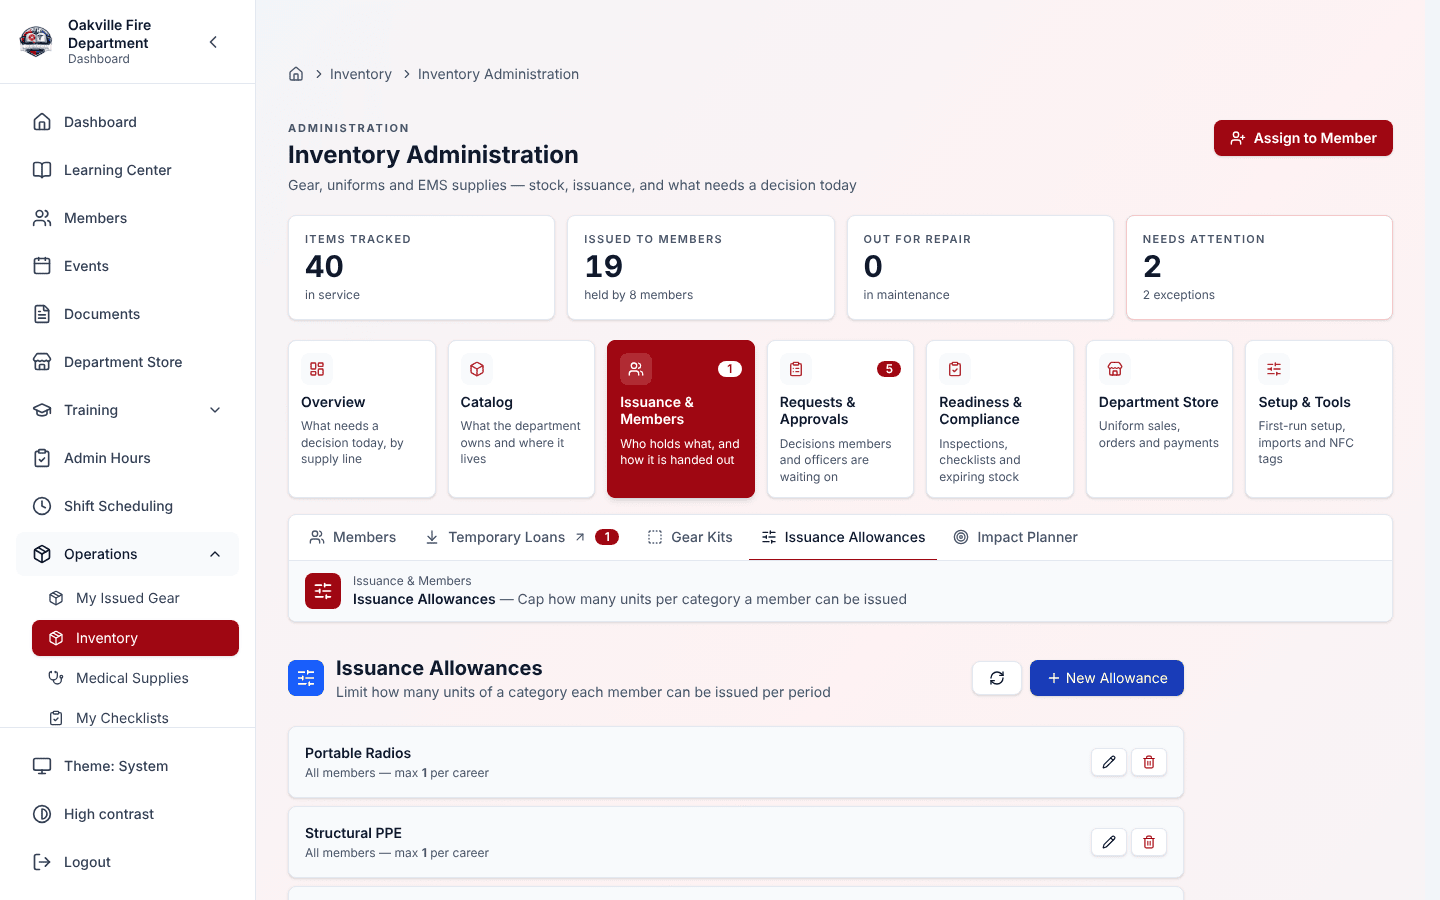 Oakville Fire
Department
Dashboard
Dashboard
Learning Center
Members
Events
Documents
Department Store
Training
Admin Hours
Shift Scheduling
Operations
My Issued Gear
Inventory
Medical Supplies
My Checklists
Theme: System
High contrast
Logout
Inventory
Inventory Administration
ADMINISTRATION
Inventory Administration
Gear, uniforms and EMS supplies — stock, issuance, and what needs a decision today
Assign to Member
ITEMS TRACKED
40
in service
ISSUED TO MEMBERS
19
held by 8 members
OUT FOR REPAIR
0
in maintenance
NEEDS ATTENTION
2
2 exceptions
Overview
What needs a
decision today, by
supply line
Catalog
What the department
owns and where it
lives
1
Issuance &
Members
Who holds what, and
how it is handed out
5
Requests &
Approvals
Decisions members
and officers are
waiting on
Readiness &
Compliance
Inspections,
checklists and
expiring stock
Department Store
Uniform sales,
orders and payments
Setup & Tools
First-run setup,
imports and NFC
tags
Members
Temporary Loans
1
Gear Kits
Issuance Allowances
Impact Planner
Issuance & Members
Issuance Allowances — Cap how many units per category a member can be issued
Issuance Allowances
Limit how many units of a category each member can be issued per period
New Allowance
Portable Radios
All members — max 1 per career
Structural PPE
All members — max 1 per career